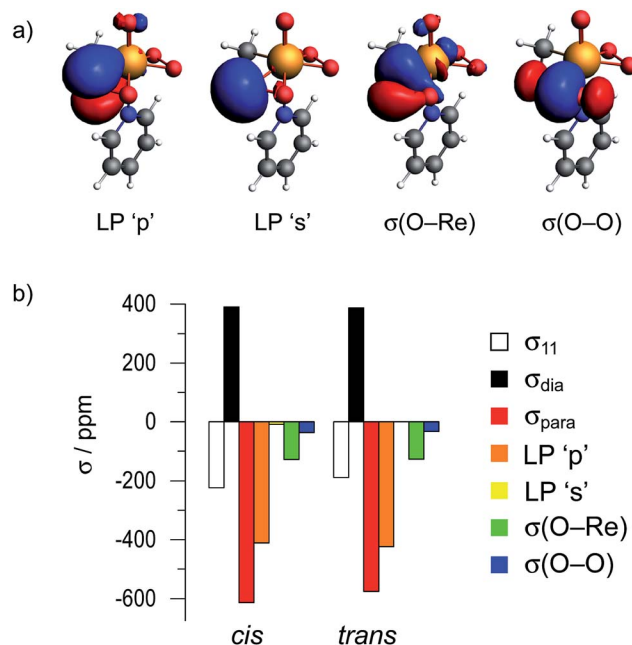 a)
LP 'p'
LP 's'
σ(O–Re)
σ(O–O)
b)
σ / ppm
400
200
0
-200
-400
-600
cis
trans
σ₁₁
σdia
σpara
LP 'p'
LP 's'
σ(O–Re)
σ(O–O)